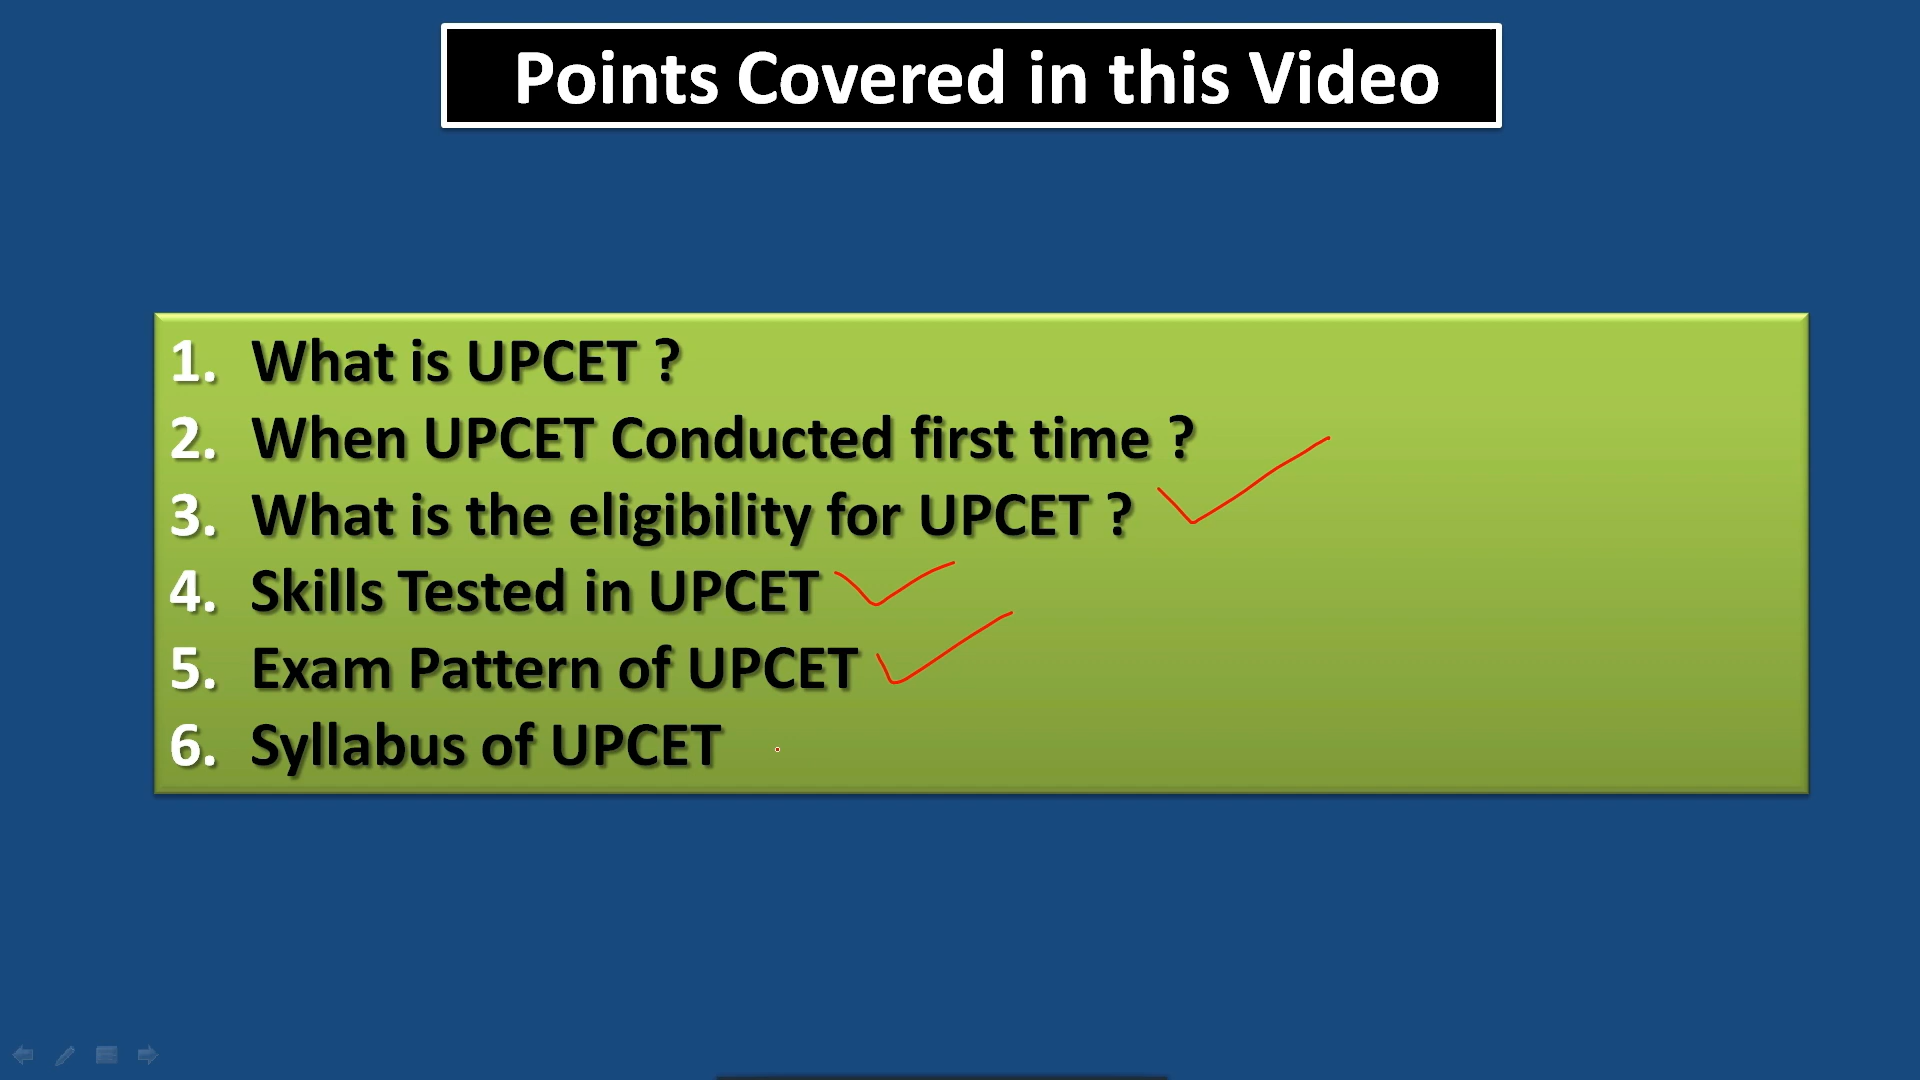 Points Covered in this Video
1. What is UPCET ?
2. When UPCET Conducted first time ?
3. What is the eligibility for UPCET ?
4. Skills Tested in UPCET
5. Exam Pattern of UPCET
6. Syllabus of UPCET